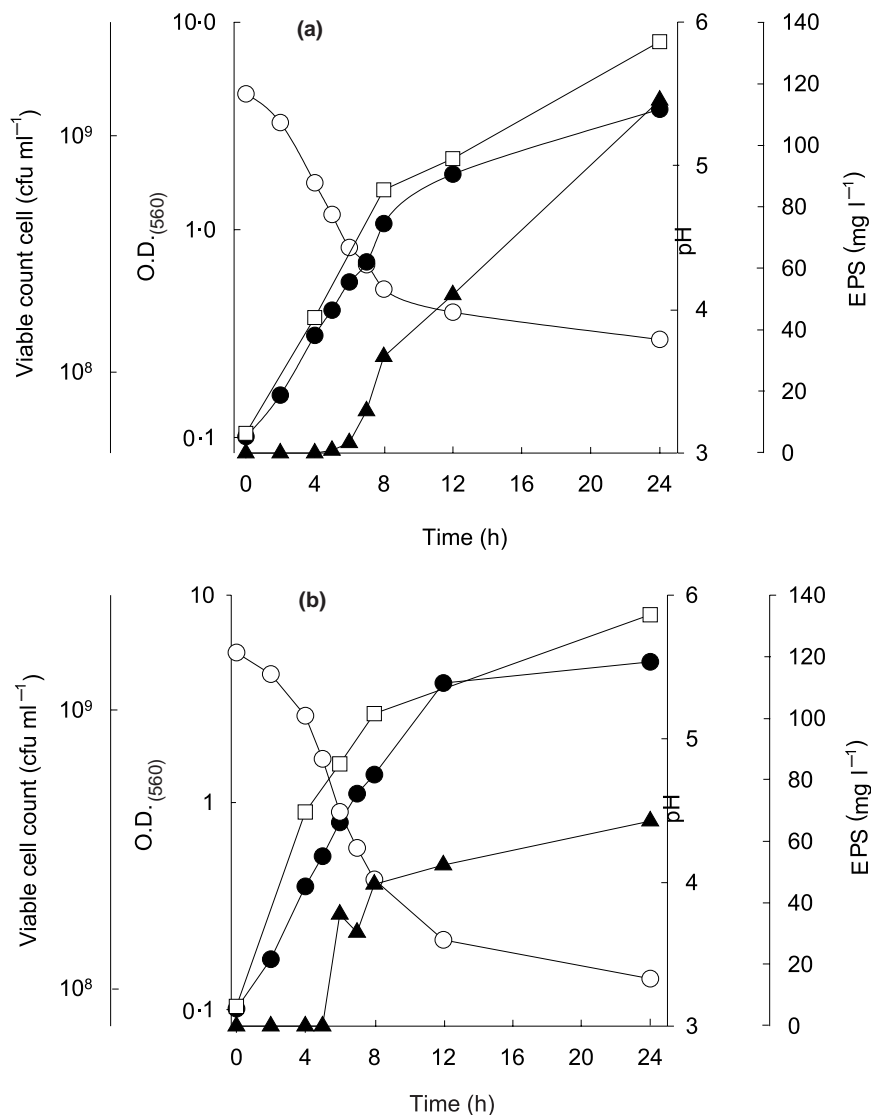 (a)
Viable count cell (cfu ml⁻¹)
10⁹
10⁸
O.D.(560)
10·0
1·0
0·1
pH
6
5
4
3
EPS (mg l⁻¹)
140
120
100
80
60
40
20
0
0 4 8 12 16 20 24
Time (h)
(b)
Viable cell count (cfu ml⁻¹)
10⁹
10⁸
O.D.(560)
10
1
0·1
pH
6
5
4
3
EPS (mg l⁻¹)
140
120
100
80
60
40
20
0
0 4 8 12 16 20 24
Time (h)